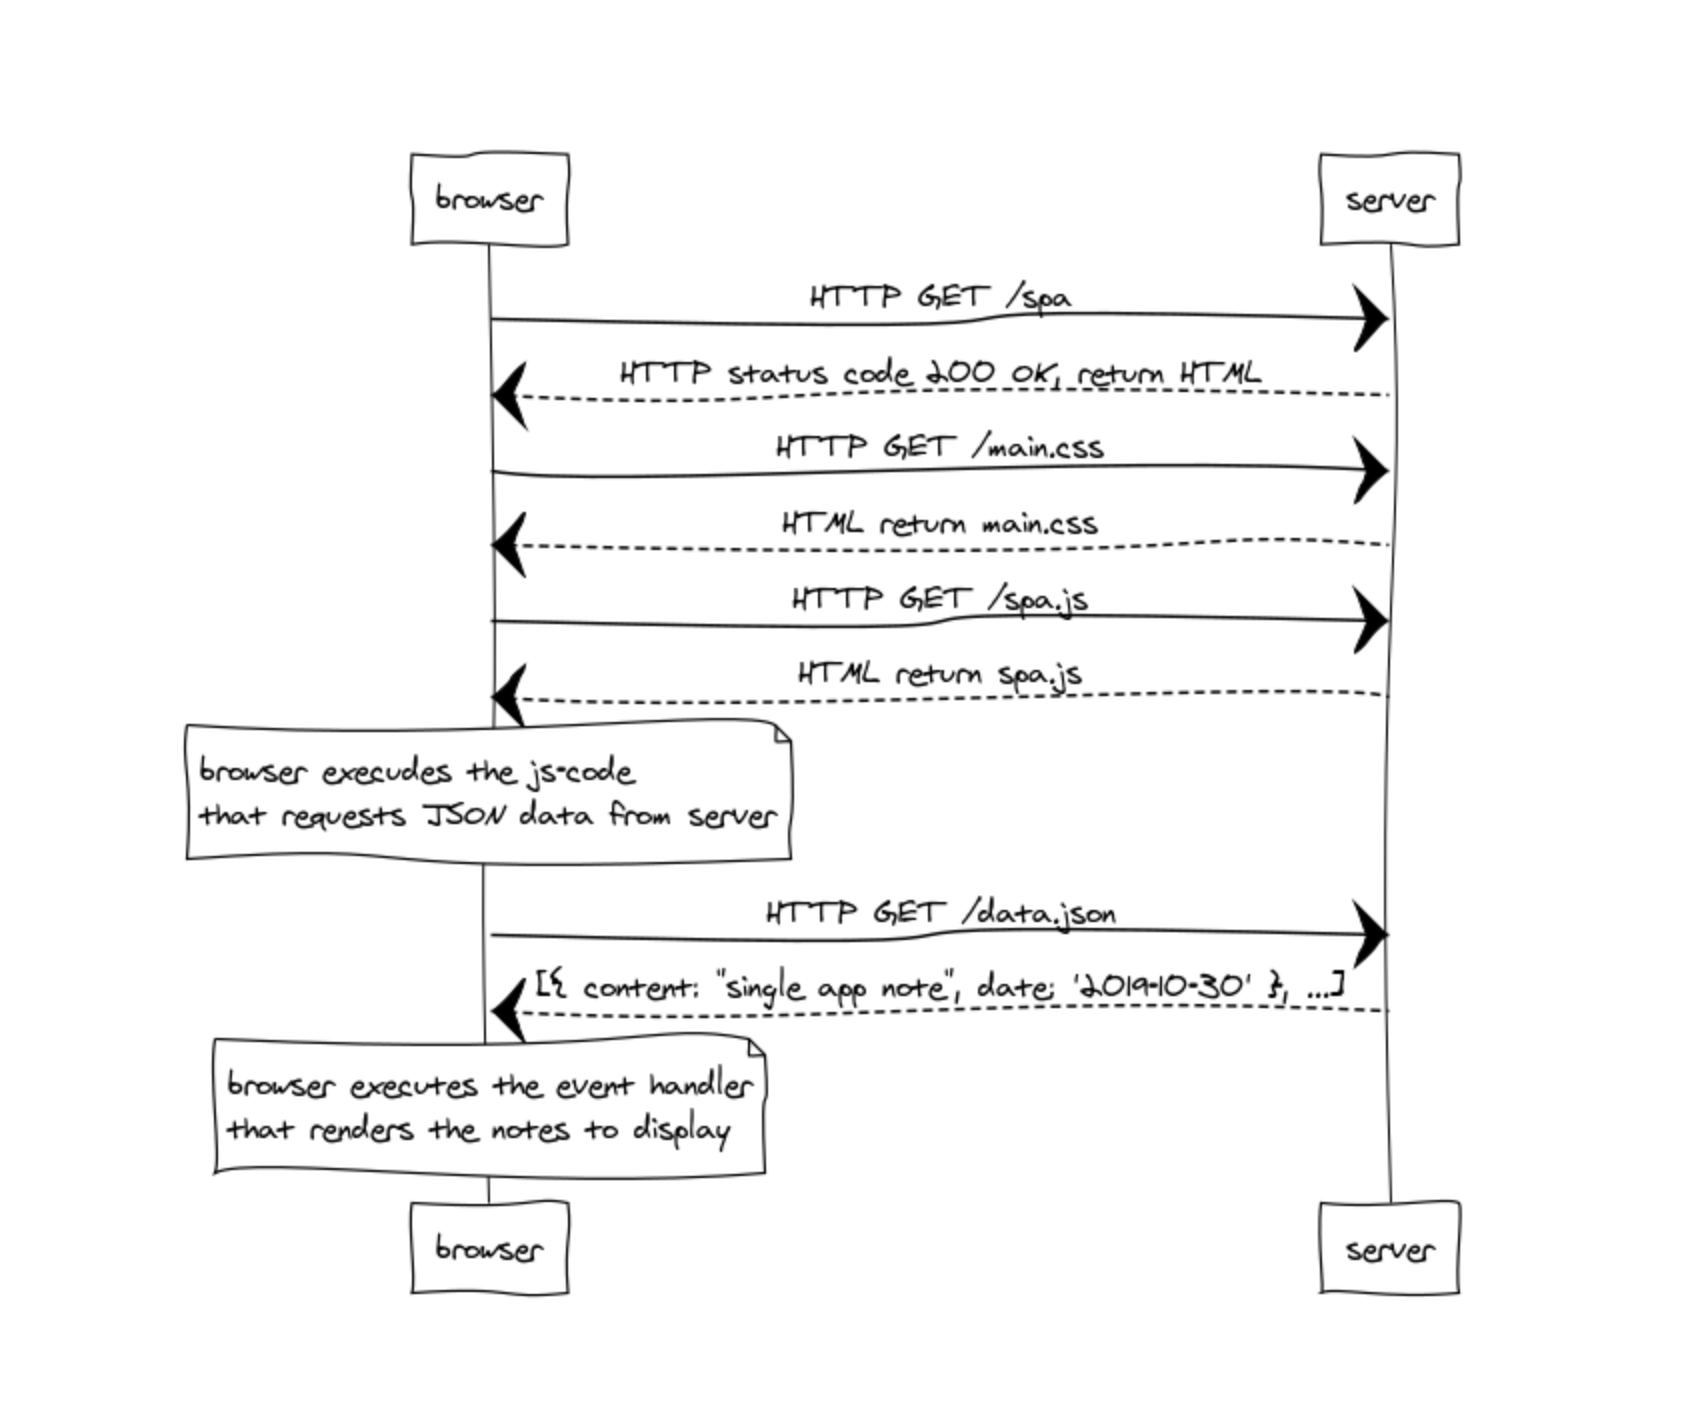 browser server
HTTP GET /spa
HTTP status code 200 OK, return HTML
HTTP GET /main.css
HTML return main.css
HTTP GET /spa.js
HTML return spa.js
browser execudes the js-code
that requests JSON data from server
HTTP GET /data.json
[{ content: "single app note", date: '2019-10-30' }, ...]
browser executes the event handler
that renders the notes to display
browser server